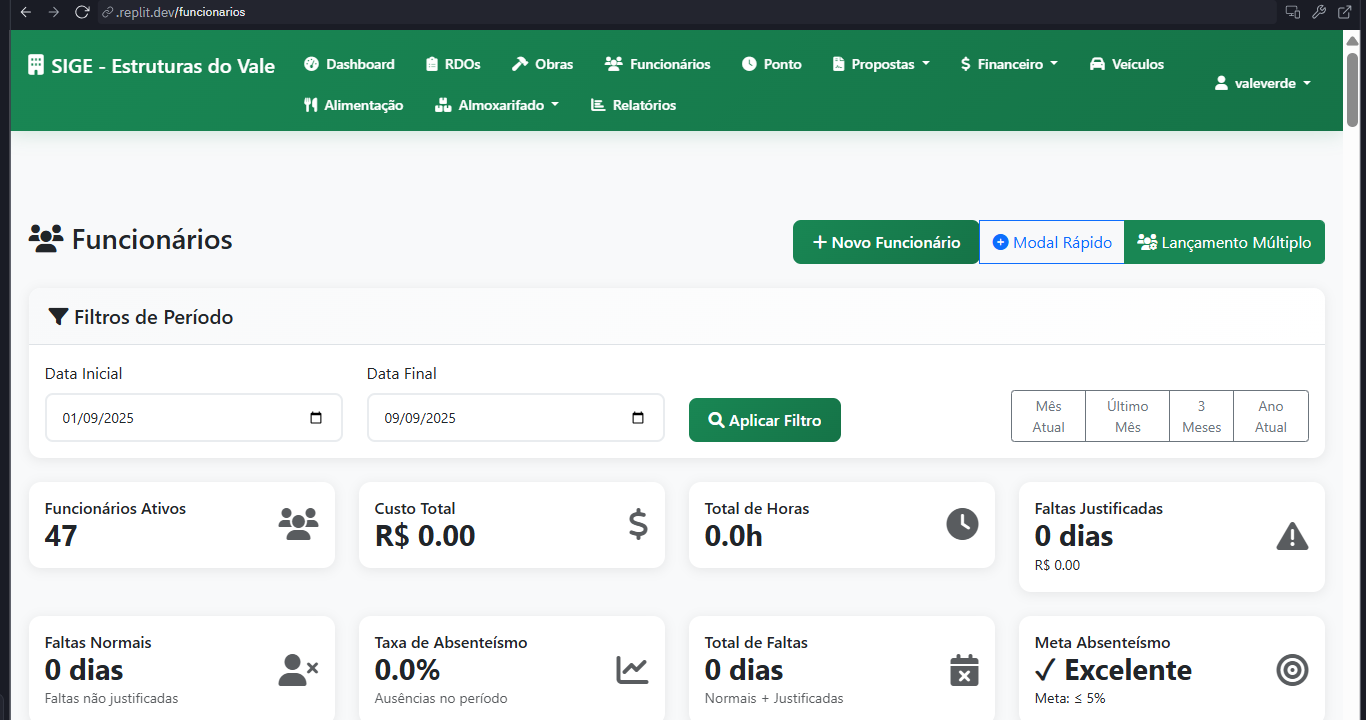 .replit.dev/funcionarios
SIGE - Estruturas do Vale
Dashboard
RDOs
Obras
Funcionários
Ponto
Propostas
Financeiro
Veículos
valeverde
Alimentação
Almoxarifado
Relatórios
Funcionários
Novo Funcionário
Modal Rápido
Lançamento Múltiplo
Filtros de Período
Data Inicial
Data Final
01/09/2025
09/09/2025
Aplicar Filtro
Mês
Atual
Último
Mês
3
Meses
Ano
Atual
Funcionários Ativos
47
Custo Total
R$ 0.00
Total de Horas
0.0h
Faltas Justificadas
0 dias
R$ 0.00
Faltas Normais
0 dias
Faltas não justificadas
Taxa de Absenteísmo
0.0%
Ausências no período
Total de Faltas
0 dias
Normais + Justificadas
Meta Absenteísmo
✓ Excelente
Meta: ≤ 5%